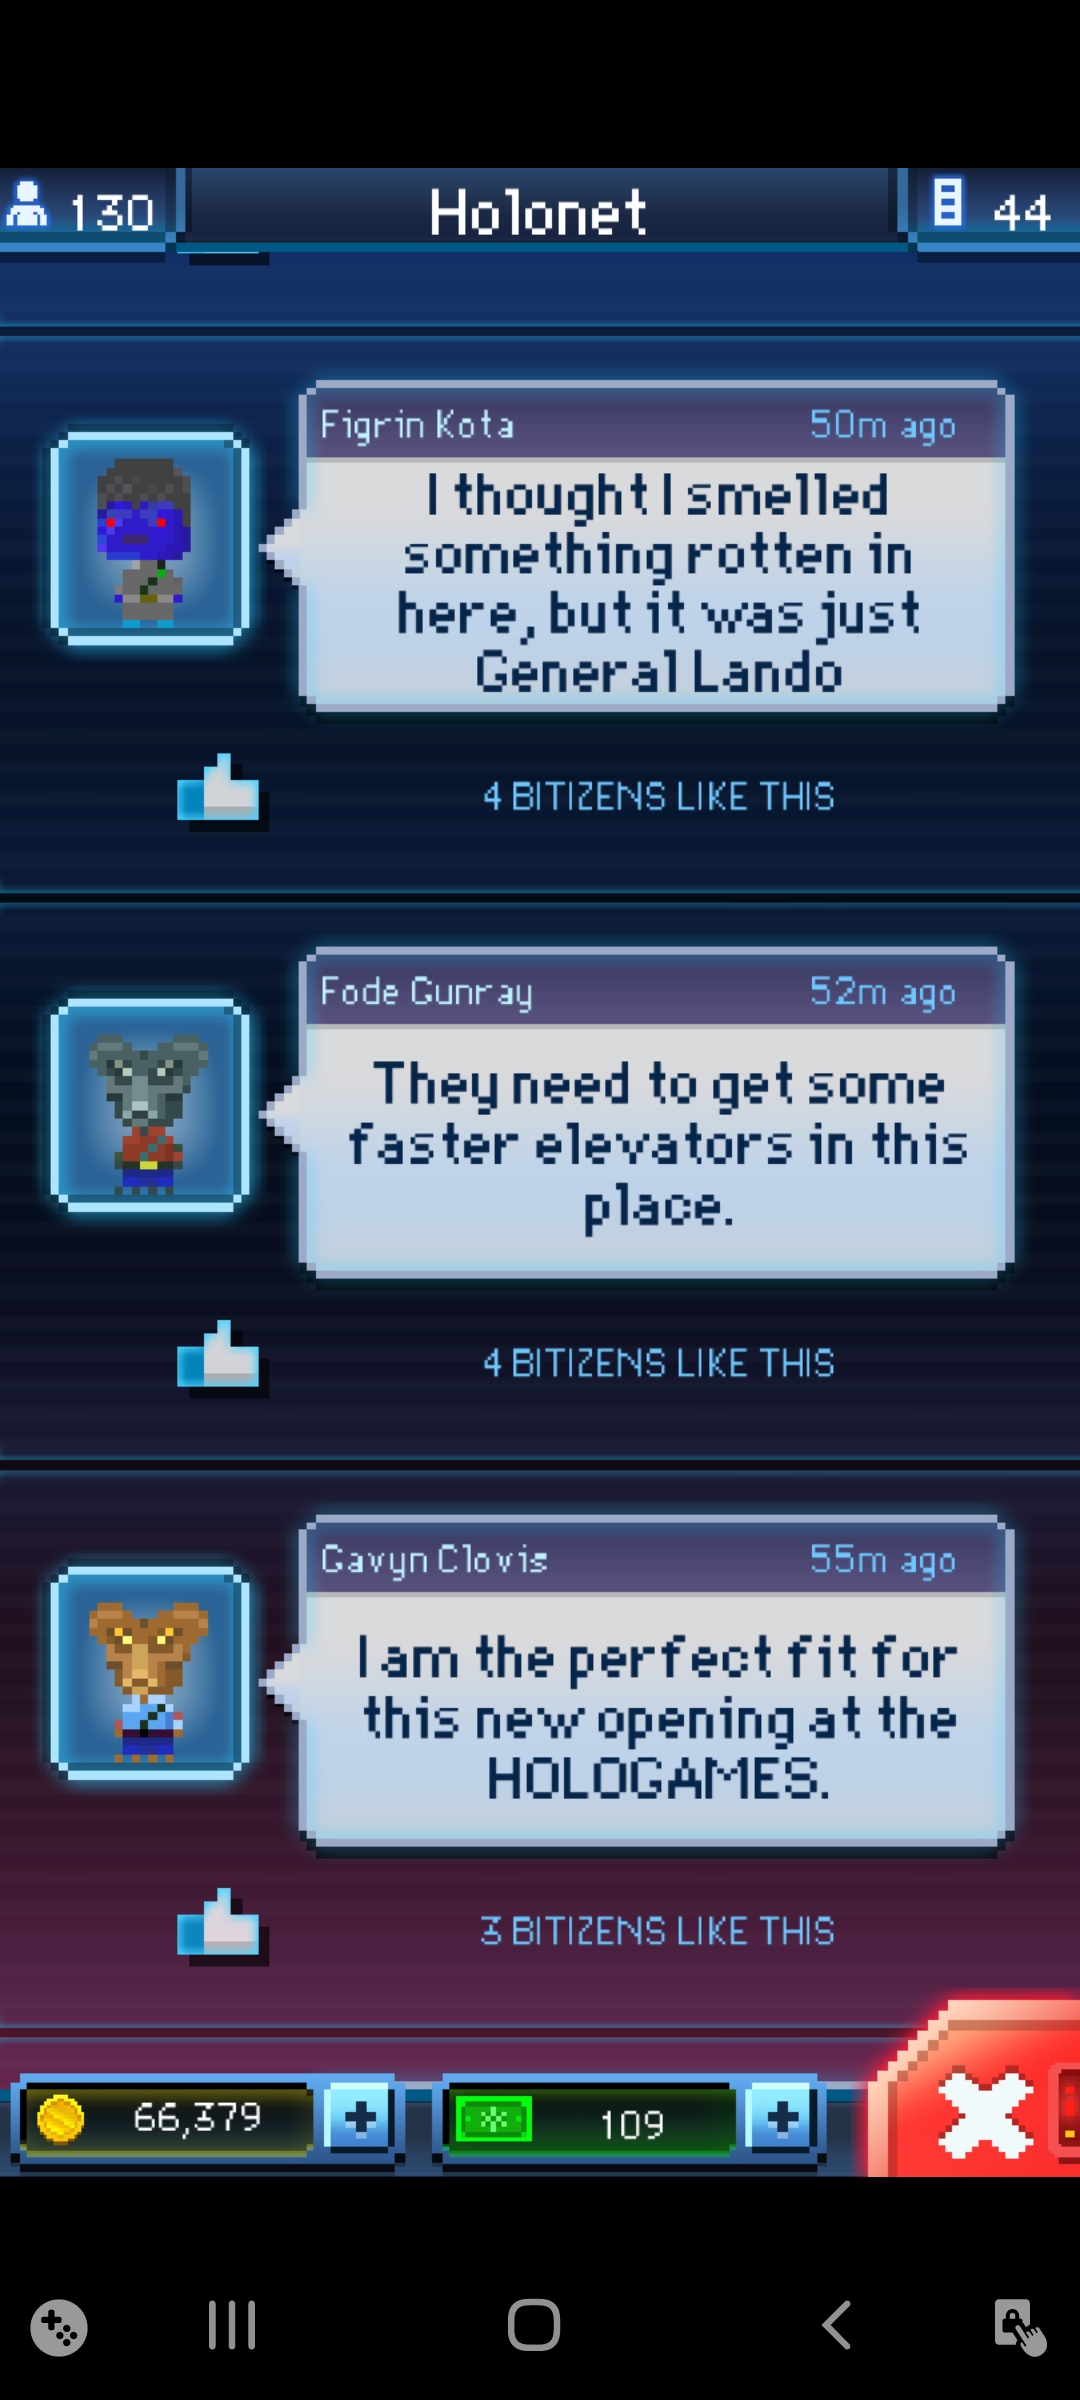 130
Holonet
44
Figrin Kota
50m ago
I thought I smelled
something rotten in
here, but it was just
General Lando
4 BITIZENS LIKE THIS
Fode Gunray
52m ago
They need to get some
faster elevators in this
place.
4 BITIZENS LIKE THIS
Gavyn Clovis
55m ago
I am the perfect fit for
this new opening at the
HOLOGAMES.
3 BITIZENS LIKE THIS
66,379
109